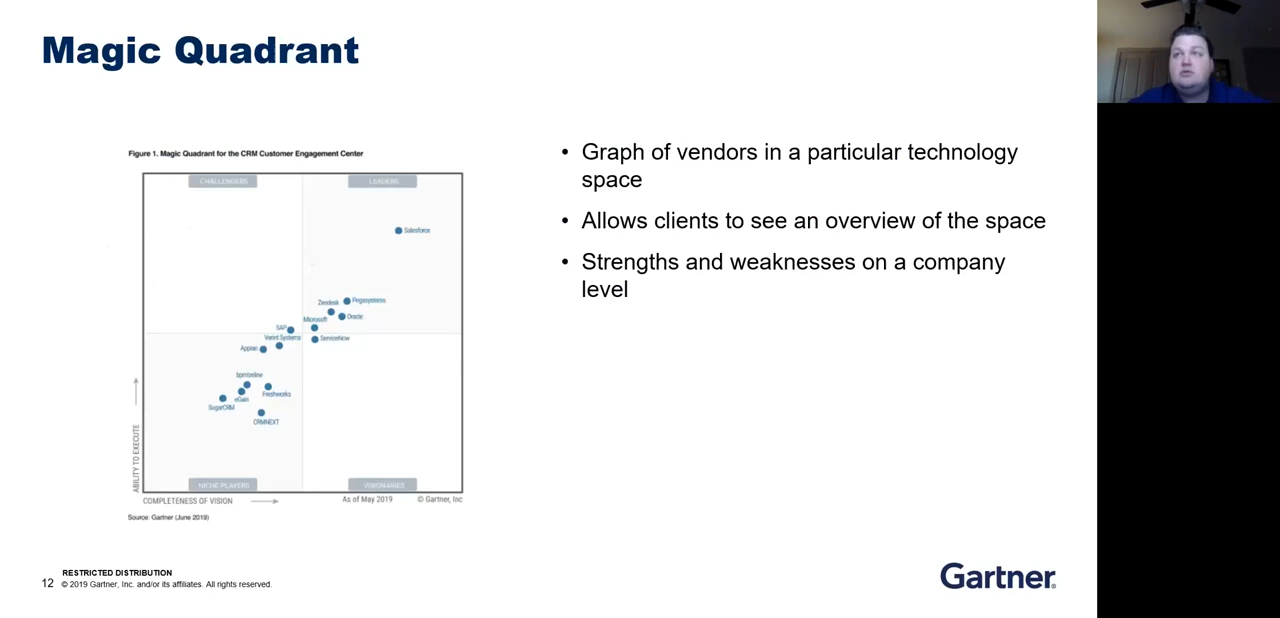 Magic Quadrant
Figure 1. Magic Quadrant for the CRM Customer Engagement Center
CHALLENGERS
LEADERS
Salesforce
Zendesk
Pegasystems
Microsoft
Oracle
SAP
Verint Systems
ServiceNow
Appian
bpm'online
eGain
Freshworks
SugarCRM
CRMNEXT
ABILITY TO EXECUTE
NICHE PLAYERS
VISIONARIES
COMPLETENESS OF VISION
As of May 2019
© Gartner, Inc
Source: Gartner (June 2019)
• Graph of vendors in a particular technology
space
• Allows clients to see an overview of the space
• Strengths and weaknesses on a company
level
RESTRICTED DISTRIBUTION
12 © 2019 Gartner, Inc. and/or its affiliates. All rights reserved.
Gartner®